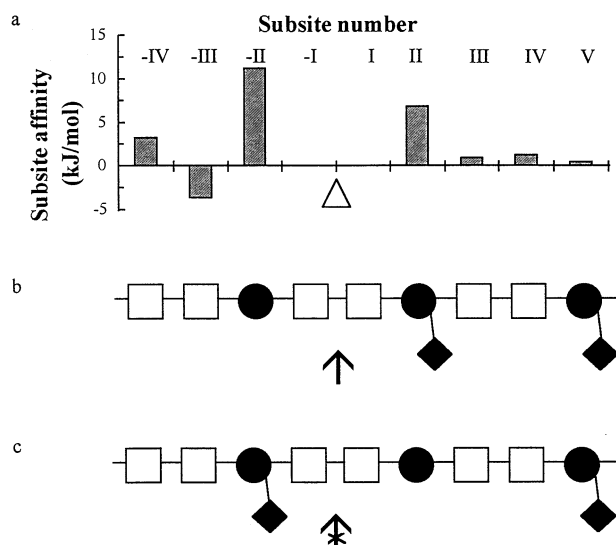 a
Subsite number
-IV -III -II -I I II III IV V
Subsite affinity
(kJ/mol)
15
10
5
0
-5
b
c